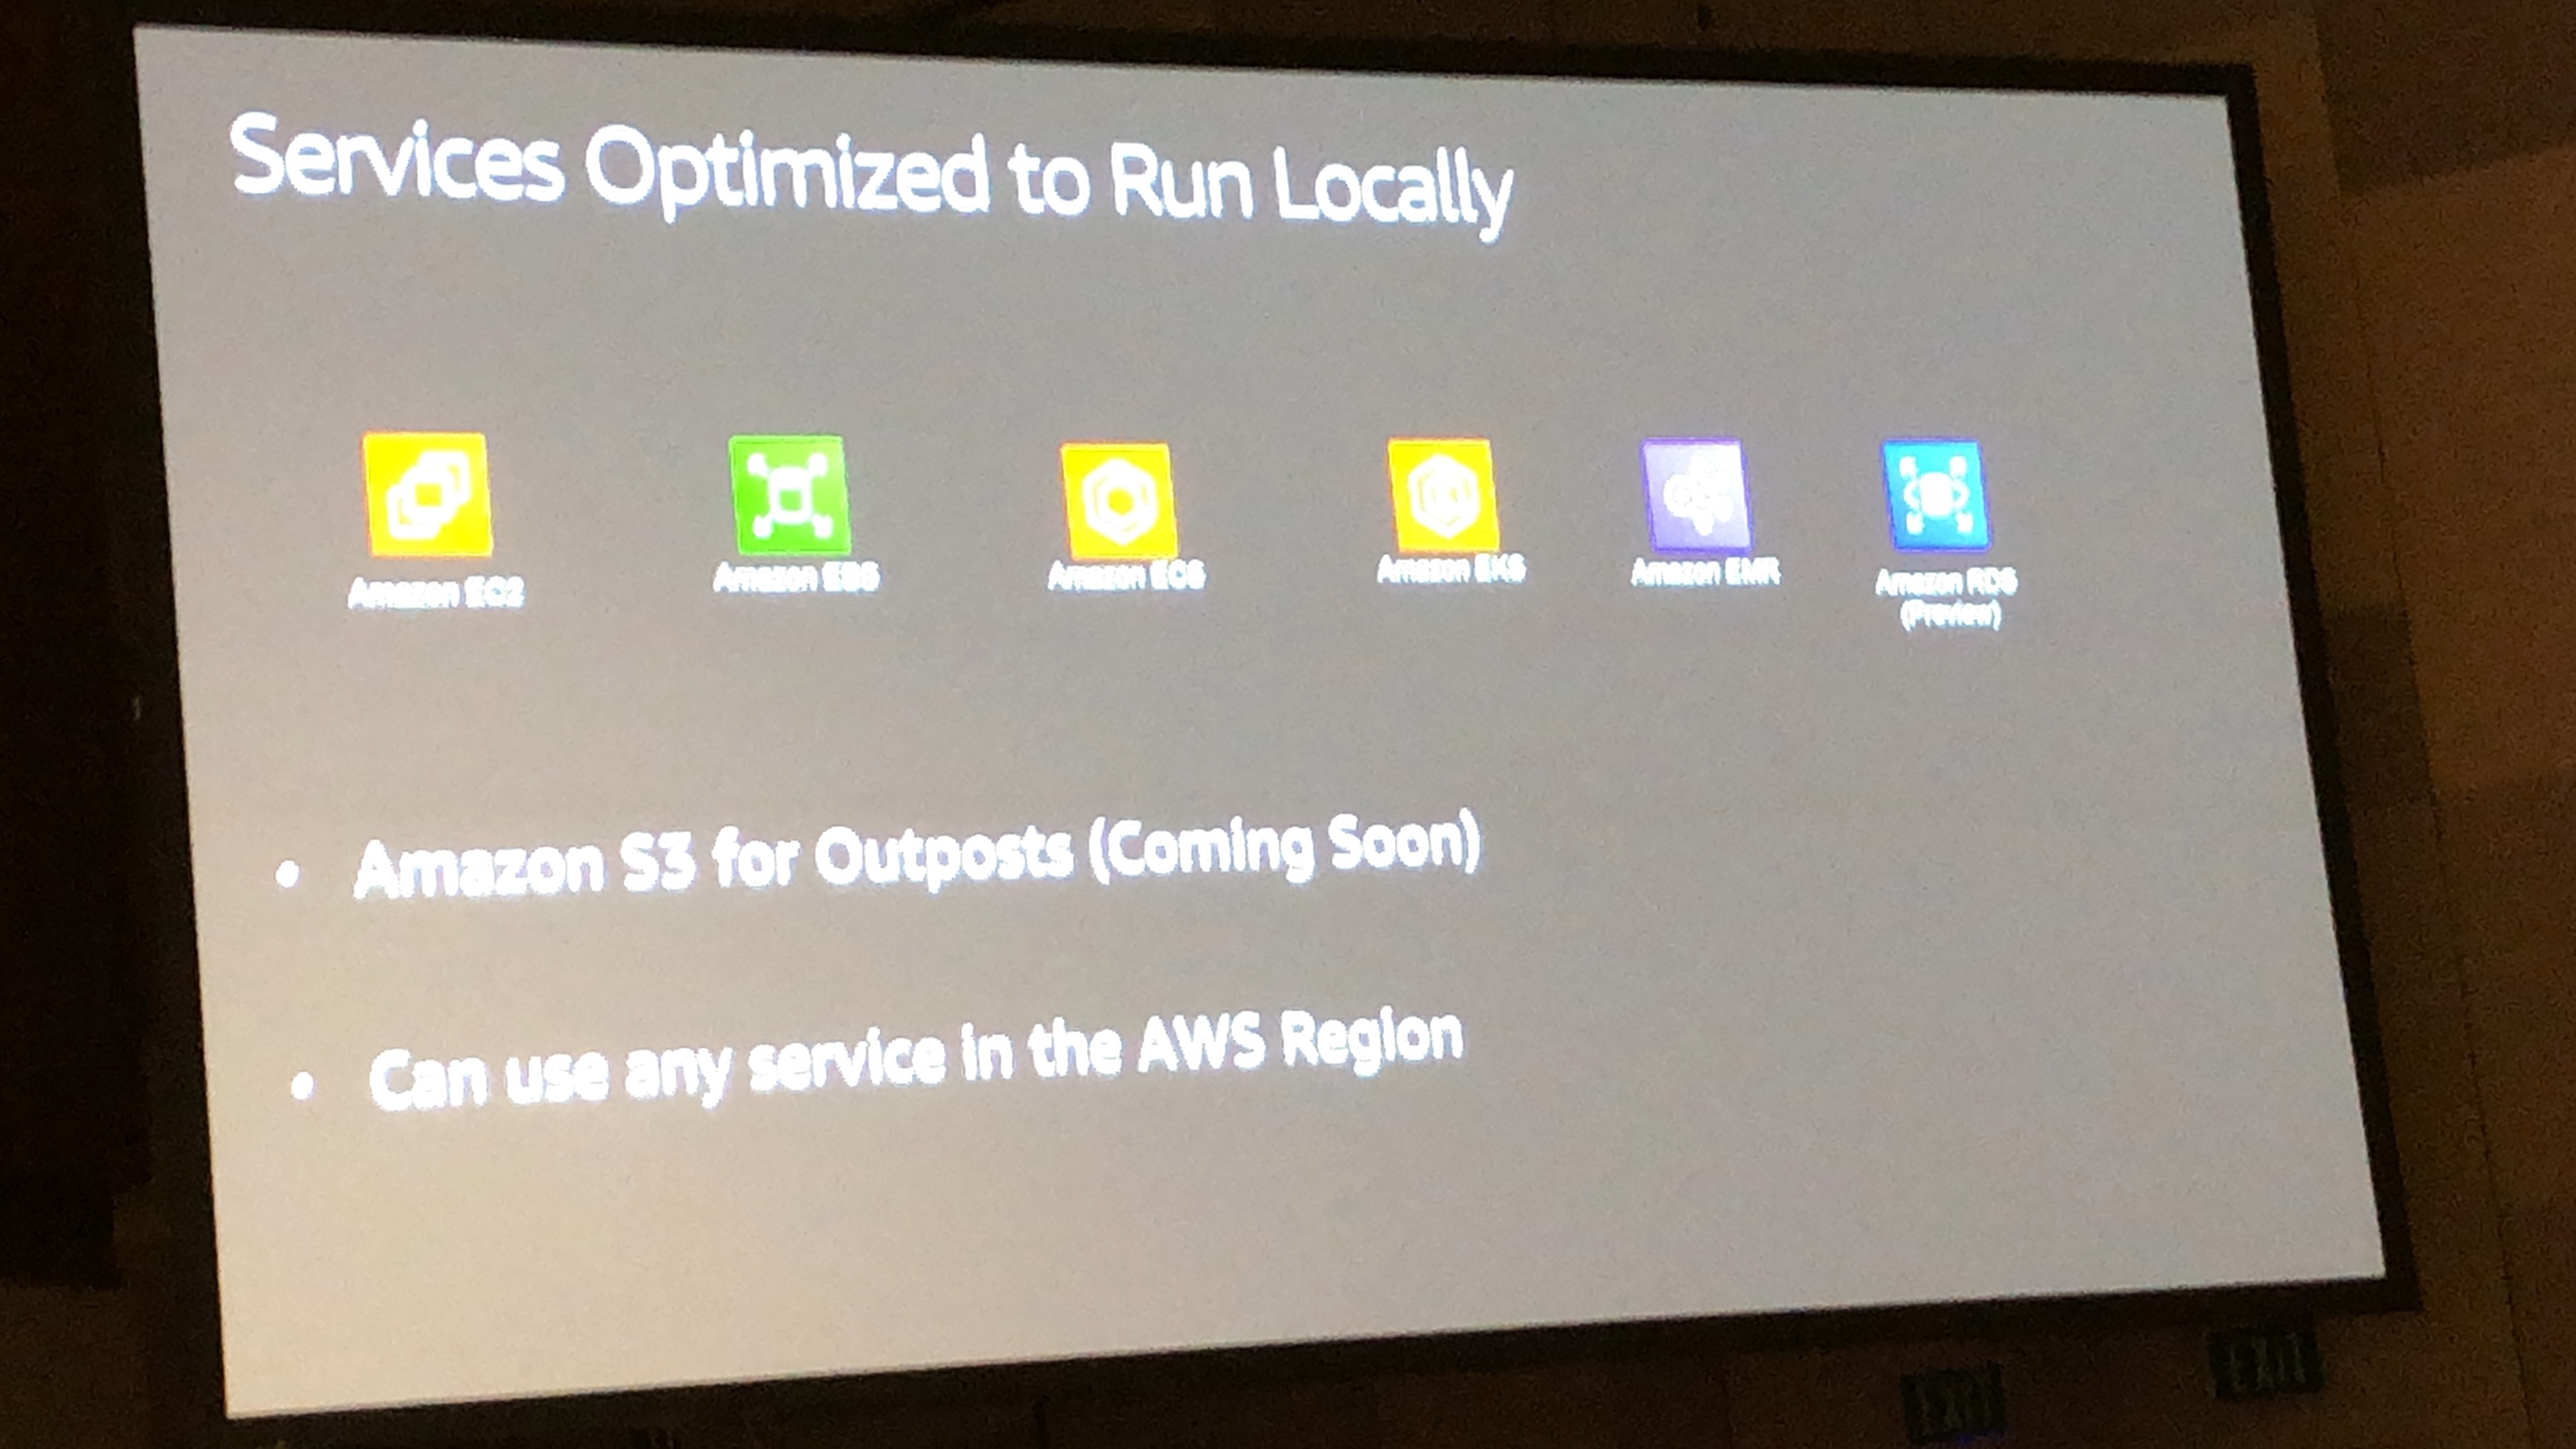 Services Optimized to Run Locally
Amazon EC2
Amazon EBS
Amazon ECS
Amazon EKS
Amazon EMR
Amazon RDS
(Preview)
• Amazon S3 for Outposts (Coming Soon)
• Can use any service in the AWS Region
EXIT
EXIT